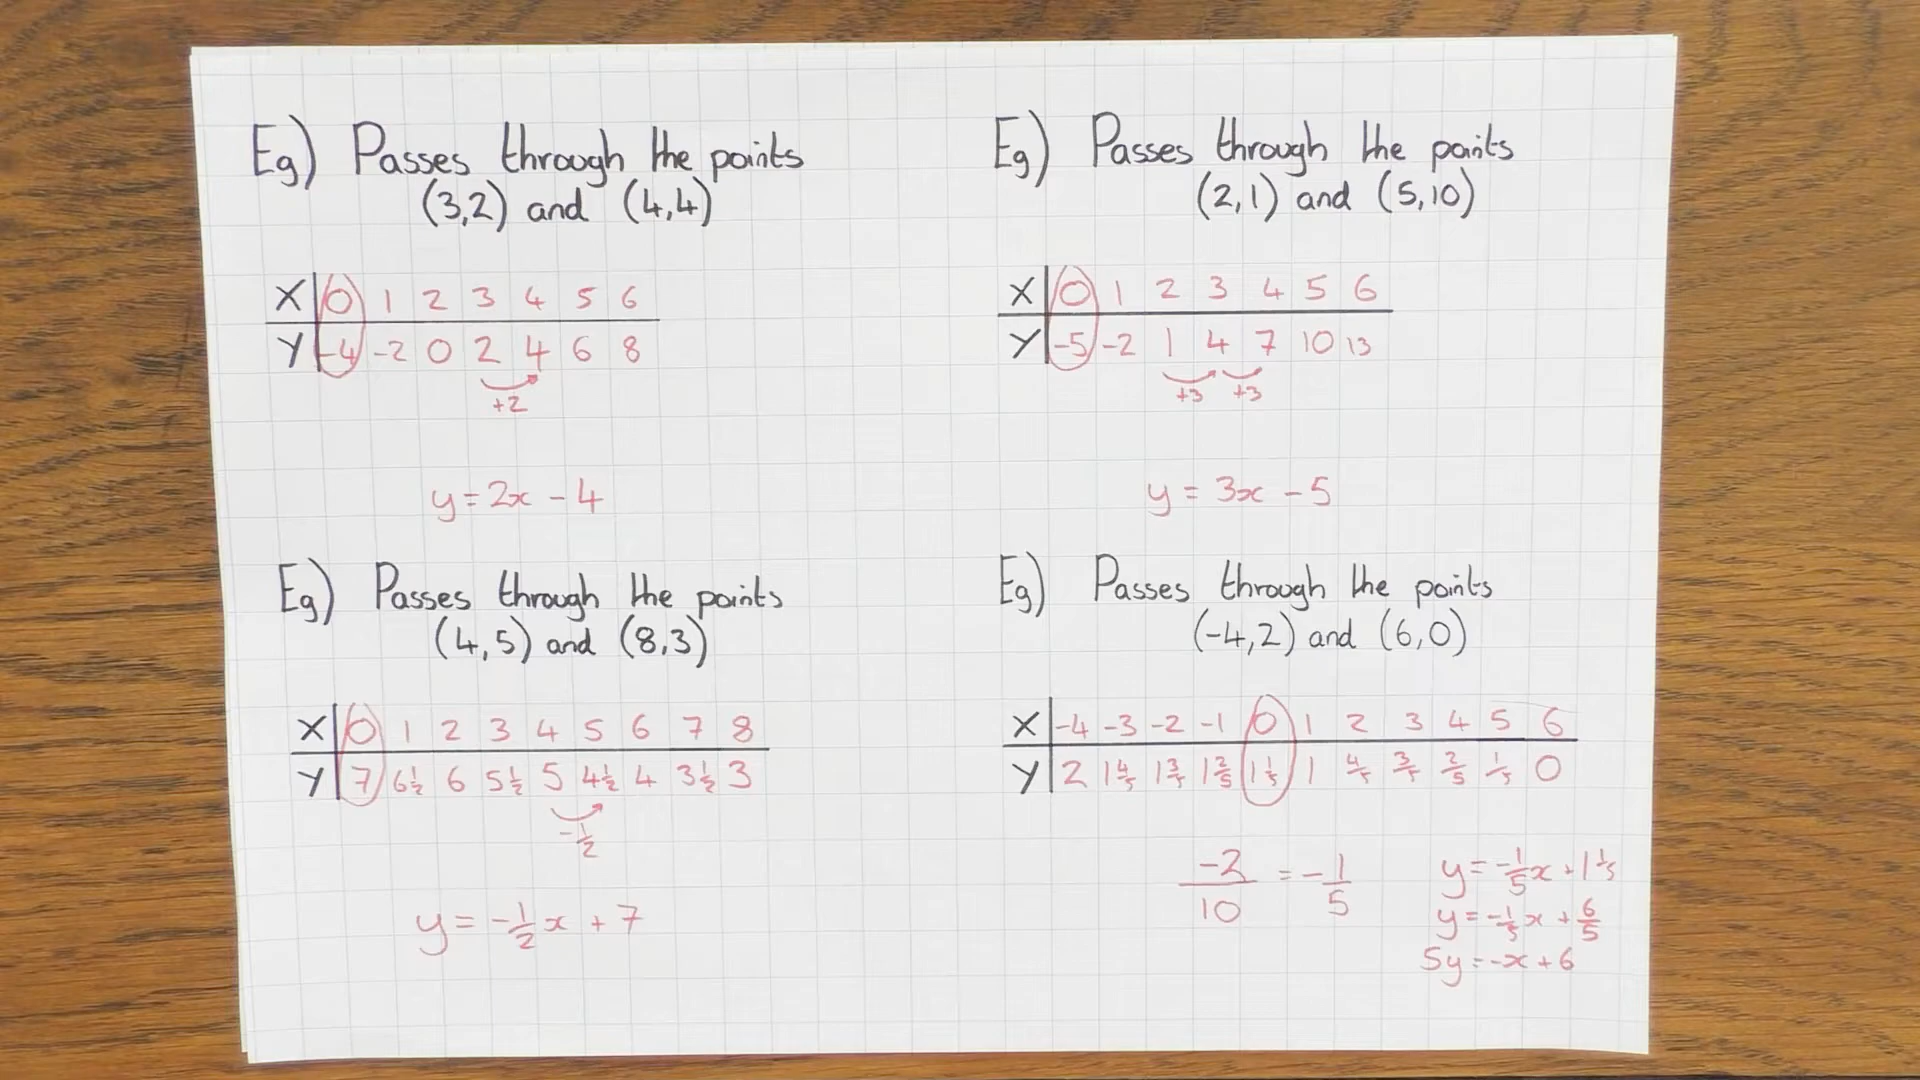 Eg) Passes through the points
(3,2) and (4,4)
X 0 1 2 3 4 5 6
Y -4 -2 0 2 4 6 8
+2
y = 2x - 4
Eg) Passes through the points
(2,1) and (5,10)
X 0 1 2 3 4 5 6
Y -5 -2 1 4 7 10 13
+3 +3
y = 3x - 5
Eg) Passes through the points
(4,5) and (8,3)
X 0 1 2 3 4 5 6 7 8
Y 7 6½ 6 5½ 5 4½ 4 3½ 3
-½
y = -½x + 7
Eg) Passes through the points
(-4,2) and (6,0)
X -4 -3 -2 -1 0 1 2 3 4 5 6
Y 2 1⅘ 1⅗ 1⅖ 1⅕ 1 ⅘ ⅗ ⅖ ⅕ 0
-2/10 = -1/5
y = -⅕x + 1⅕
y = -⅕x + 6/5
5y = -x + 6